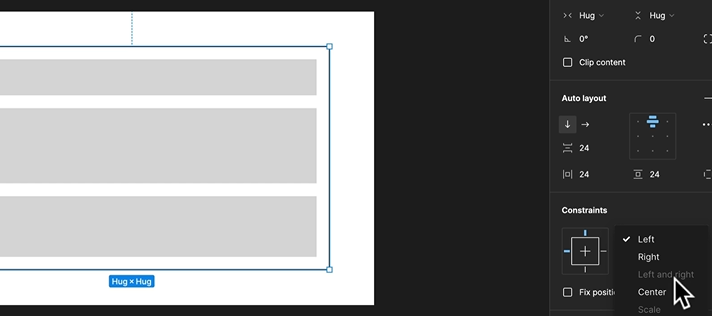 Hug Hug
0° 0
Clip content
Auto layout
24
24 24
Constraints
Left
Right
Left and right
Center
Fix positi
Scale
Hug × Hug